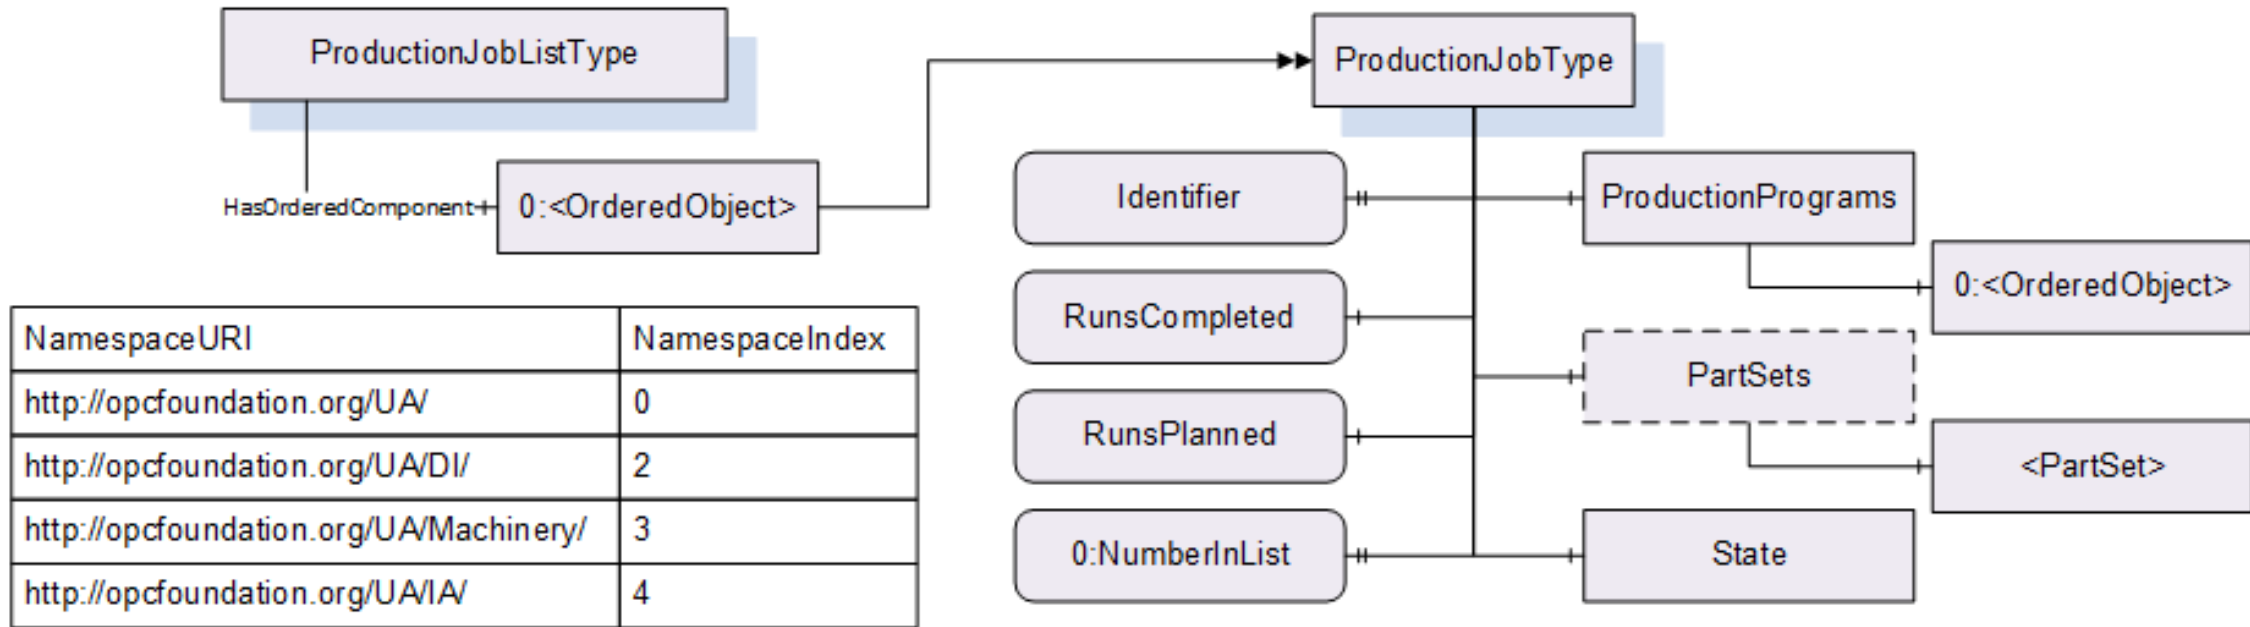 ProductionJobListType
ProductionJobType
HasOrderedComponent
0:<OrderedObject>
Identifier
ProductionPrograms
0:<OrderedObject>
RunsCompleted
PartSets
RunsPlanned
<PartSet>
0:NumberInList
State
NamespaceURI NamespaceIndex
http://opcfoundation.org/UA/ 0
http://opcfoundation.org/UA/DI/ 2
http://opcfoundation.org/UA/Machinery/ 3
http://opcfoundation.org/UA/IA/ 4